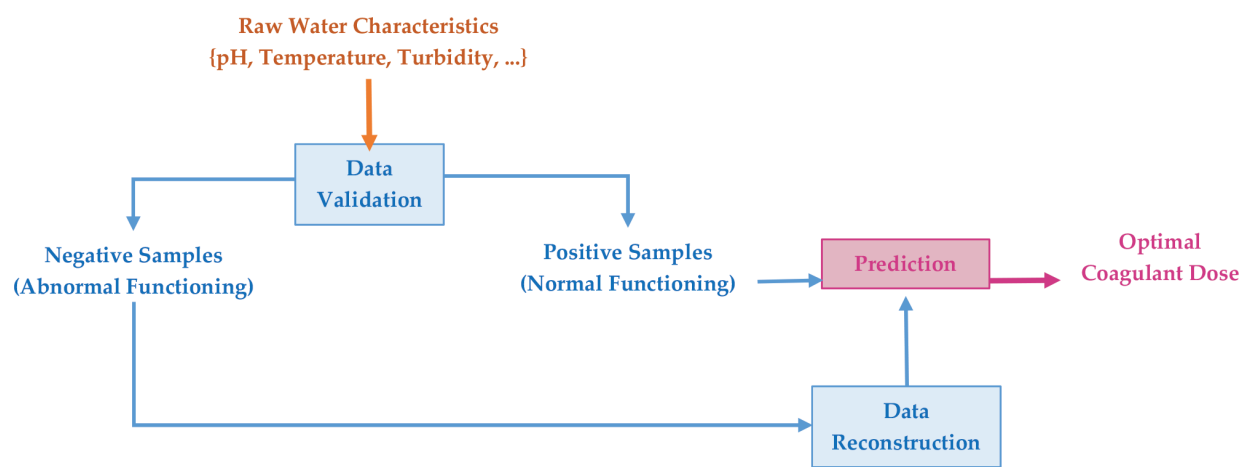 Raw Water Characteristics
{pH, Temperature, Turbidity, ...}
Data
Validation
Negative Samples
(Abnormal Functioning)
Positive Samples
(Normal Functioning)
Prediction
Optimal
Coagulant Dose
Data
Reconstruction